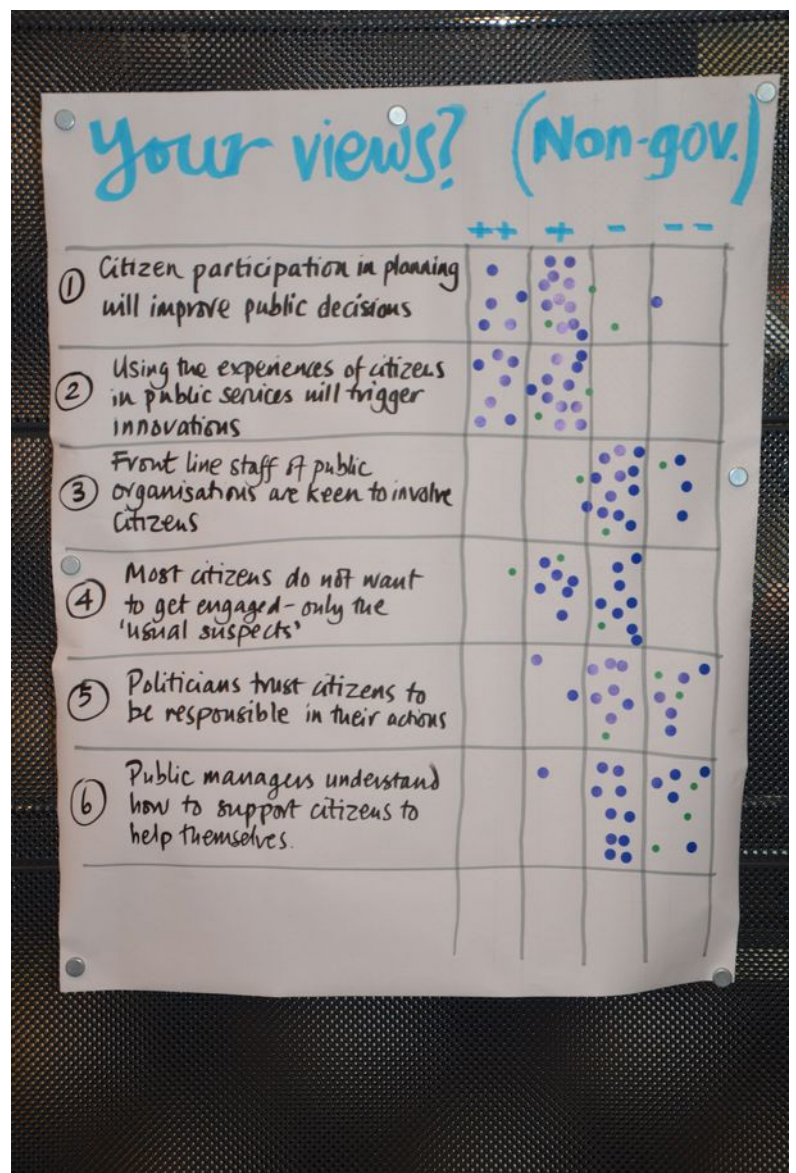 Your views? (Non-gov.)
++ + - --
① Citizen participation in planning
will improve public decisions
② Using the experiences of citizens
in public services will trigger
innovations
③ Front line staff of public
organisations are keen to involve
citizens
④ Most citizens do not want
to get engaged - only the
'usual suspects'
⑤ Politicians trust citizens to
be responsible in their actions
⑥ Public managers understand
how to support citizens to
help themselves.